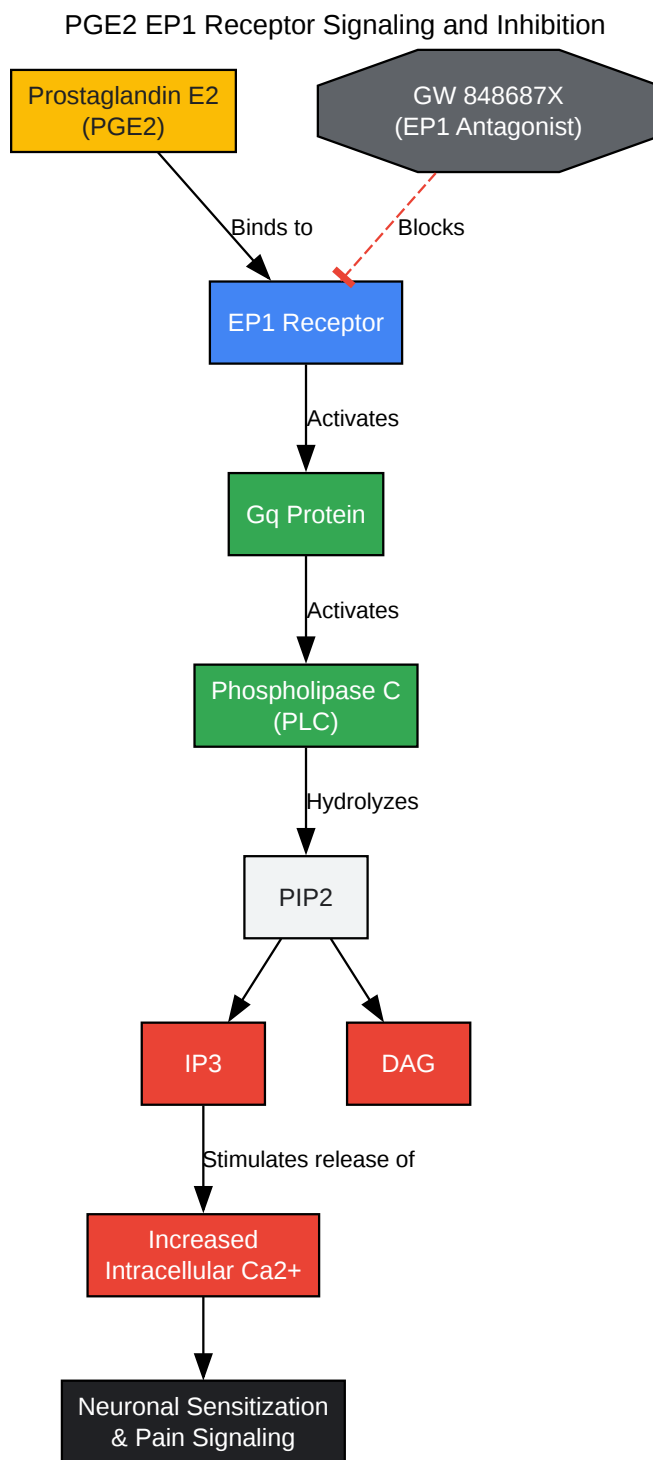 PGE2 EP1 Receptor Signaling and Inhibition
Prostaglandin E2
(PGE2)
GW 848687X
(EP1 Antagonist)
Binds to
Blocks
EP1 Receptor
Activates
Gq Protein
Activates
Phospholipase C
(PLC)
Hydrolyzes
PIP2
IP3
DAG
Stimulates release of
Increased
Intracellular Ca2+
Neuronal Sensitization
& Pain Signaling